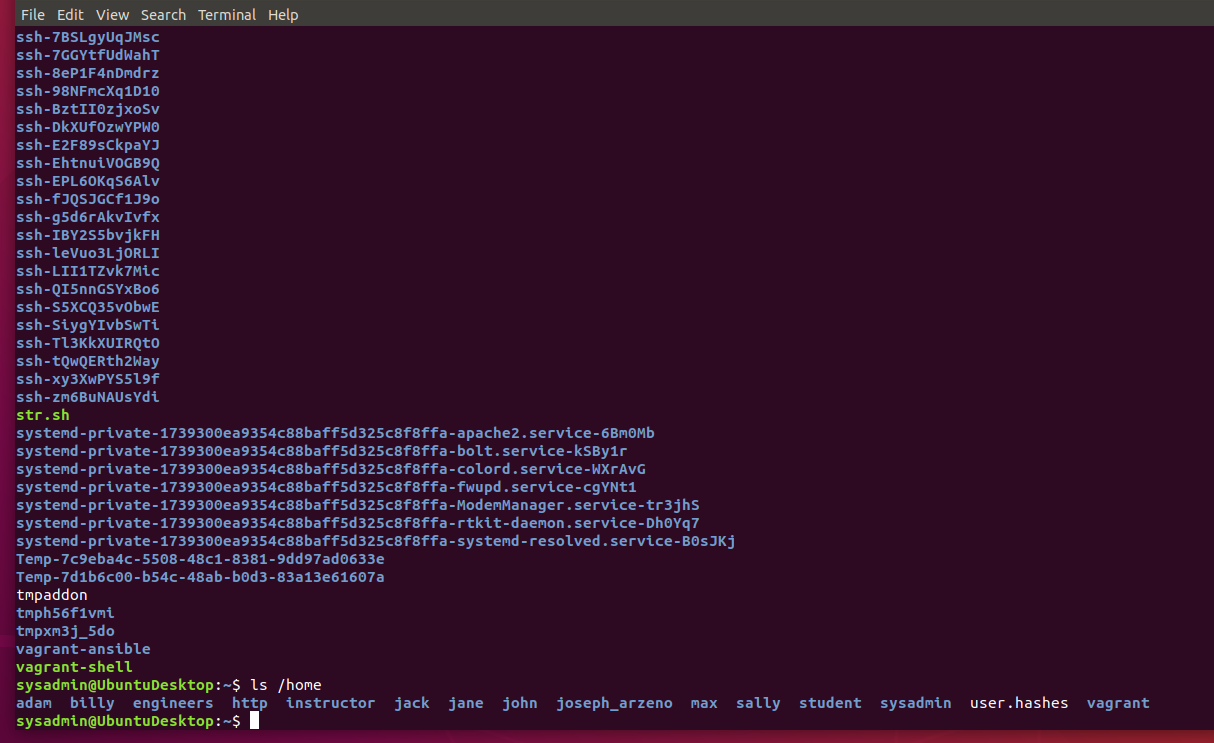 File Edit View Search Terminal Help
ssh-7BSLgyUqJMsc
ssh-7GGYtfUdWahT
ssh-8eP1F4nDmdrz
ssh-98NFmcXq1D10
ssh-BztII0zjxoSv
ssh-DkXUfOzwYPW0
ssh-E2F89sCkpaYJ
ssh-EhtnuiVOGB9Q
ssh-EPL6OKqS6Alv
ssh-fJQSJGCf1J9o
ssh-g5d6rAkvIvfx
ssh-IBY2S5bvjkFH
ssh-leVuo3LjORLI
ssh-LII1TZvk7Mic
ssh-QI5nnGSYxBo6
ssh-S5XCQ35vObwE
ssh-SiygYIvbSwTi
ssh-Tl3KkXUIRQtO
ssh-tQwQERth2Way
ssh-xy3XwPYS5l9f
ssh-zm6BuNAUsYdi
str.sh
systemd-private-1739300ea9354c88baff5d325c8f8ffa-apache2.service-6Bm0Mb
systemd-private-1739300ea9354c88baff5d325c8f8ffa-bolt.service-kSBy1r
systemd-private-1739300ea9354c88baff5d325c8f8ffa-colord.service-WXrAvG
systemd-private-1739300ea9354c88baff5d325c8f8ffa-fwupd.service-cgYNt1
systemd-private-1739300ea9354c88baff5d325c8f8ffa-ModemManager.service-tr3jhS
systemd-private-1739300ea9354c88baff5d325c8f8ffa-rtkit-daemon.service-Dh0Yq7
systemd-private-1739300ea9354c88baff5d325c8f8ffa-systemd-resolved.service-B0sJKj
Temp-7c9eba4c-5508-48c1-8381-9dd97ad0633e
Temp-7d1b6c00-b54c-48ab-b0d3-83a13e61607a
tmpaddon
tmph56f1vmi
tmpxm3j_5do
vagrant-ansible
vagrant-shell
sysadmin@UbuntuDesktop:~$ ls /home
adam billy engineers http instructor jack jane john joseph_arzeno max sally student sysadmin user.hashes vagrant
sysadmin@UbuntuDesktop:~$